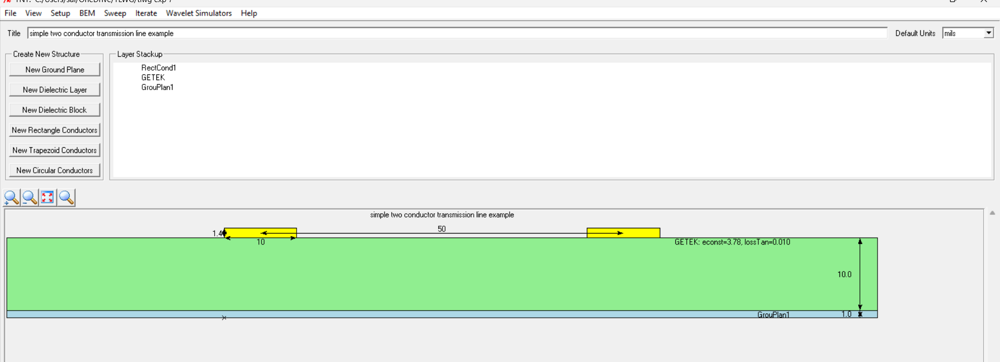 File View Setup BEM Sweep Iterate Wavelet Simulators Help
Title simple two conductor transmission line example Default Units mils
Create New Structure
New Ground Plane
New Dielectric Layer
New Dielectric Block
New Rectangle Conductors
New Trapezoid Conductors
New Circular Conductors
Layer Stackup
RectCond1
GETEK
GrouPlan1
simple two conductor transmission line example
1.4
50
10
GETEK: econst=3.78, lossTan=0.010
10.0
GrouPlan1 1.0